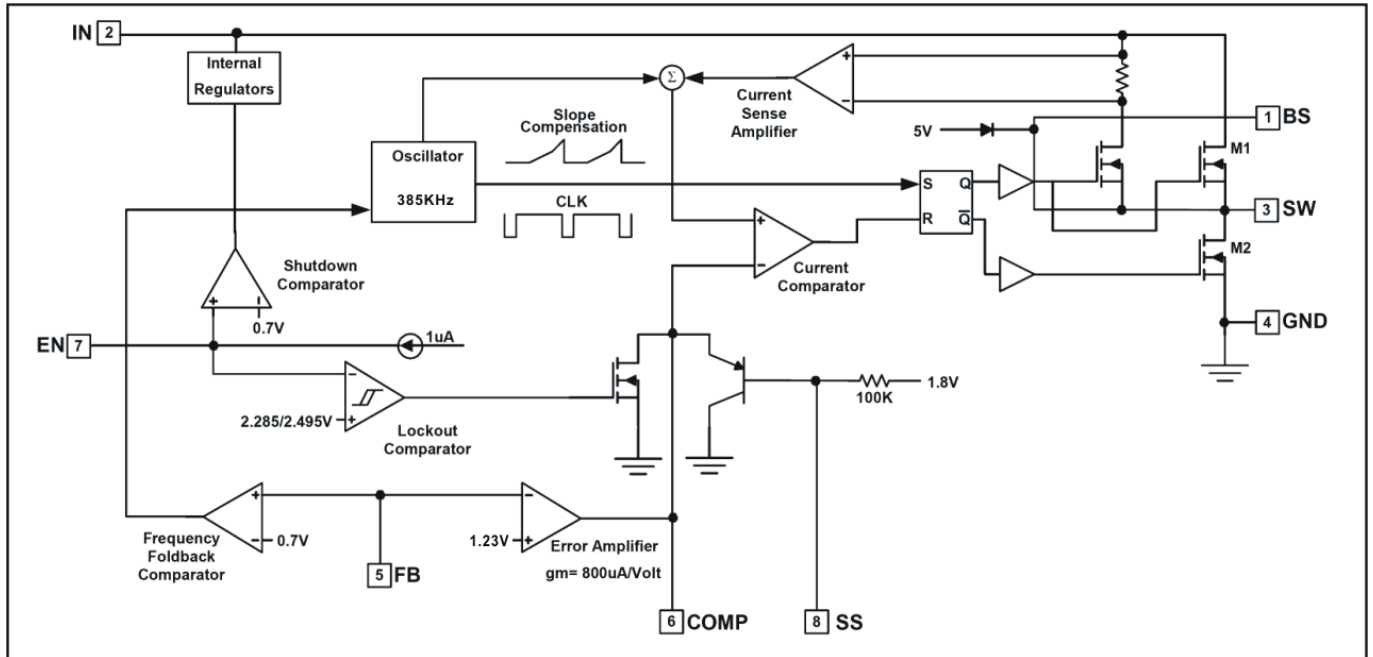 IN 2
Internal
Regulators
+
−
Σ
Current
Sense
Amplifier
Slope
Compensation
5V
1 BS
Oscillator
385KHz
M1
S Q
R Q̅
CLK
3 SW
+
−
Current
Comparator
M2
Shutdown
Comparator
+ −
0.7V
4 GND
EN 7
1uA
−
2.285/2.495V +
Lockout
Comparator
100K
1.8V
+
− 0.7V
Frequency
Foldback
Comparator
5 FB
−
1.23V +
Error Amplifier
gm= 800uA/Volt
6 COMP
8 SS